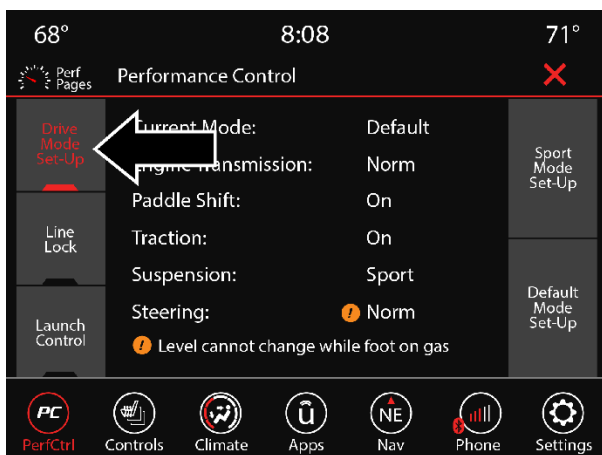 68°
8:08
71°
Perf
Pages
Performance Control
Drive
Mode
Set-Up
Line
Lock
Launch
Control
Current Mode: Default
Engine Transmission: Norm
Paddle Shift: On
Traction: On
Suspension: Sport
Steering: ! Norm
! Level cannot change while foot on gas
Sport
Mode
Set-Up
Default
Mode
Set-Up
PC
PerfCtrl
Controls
Climate
û
Apps
NE
Nav
Phone
Settings